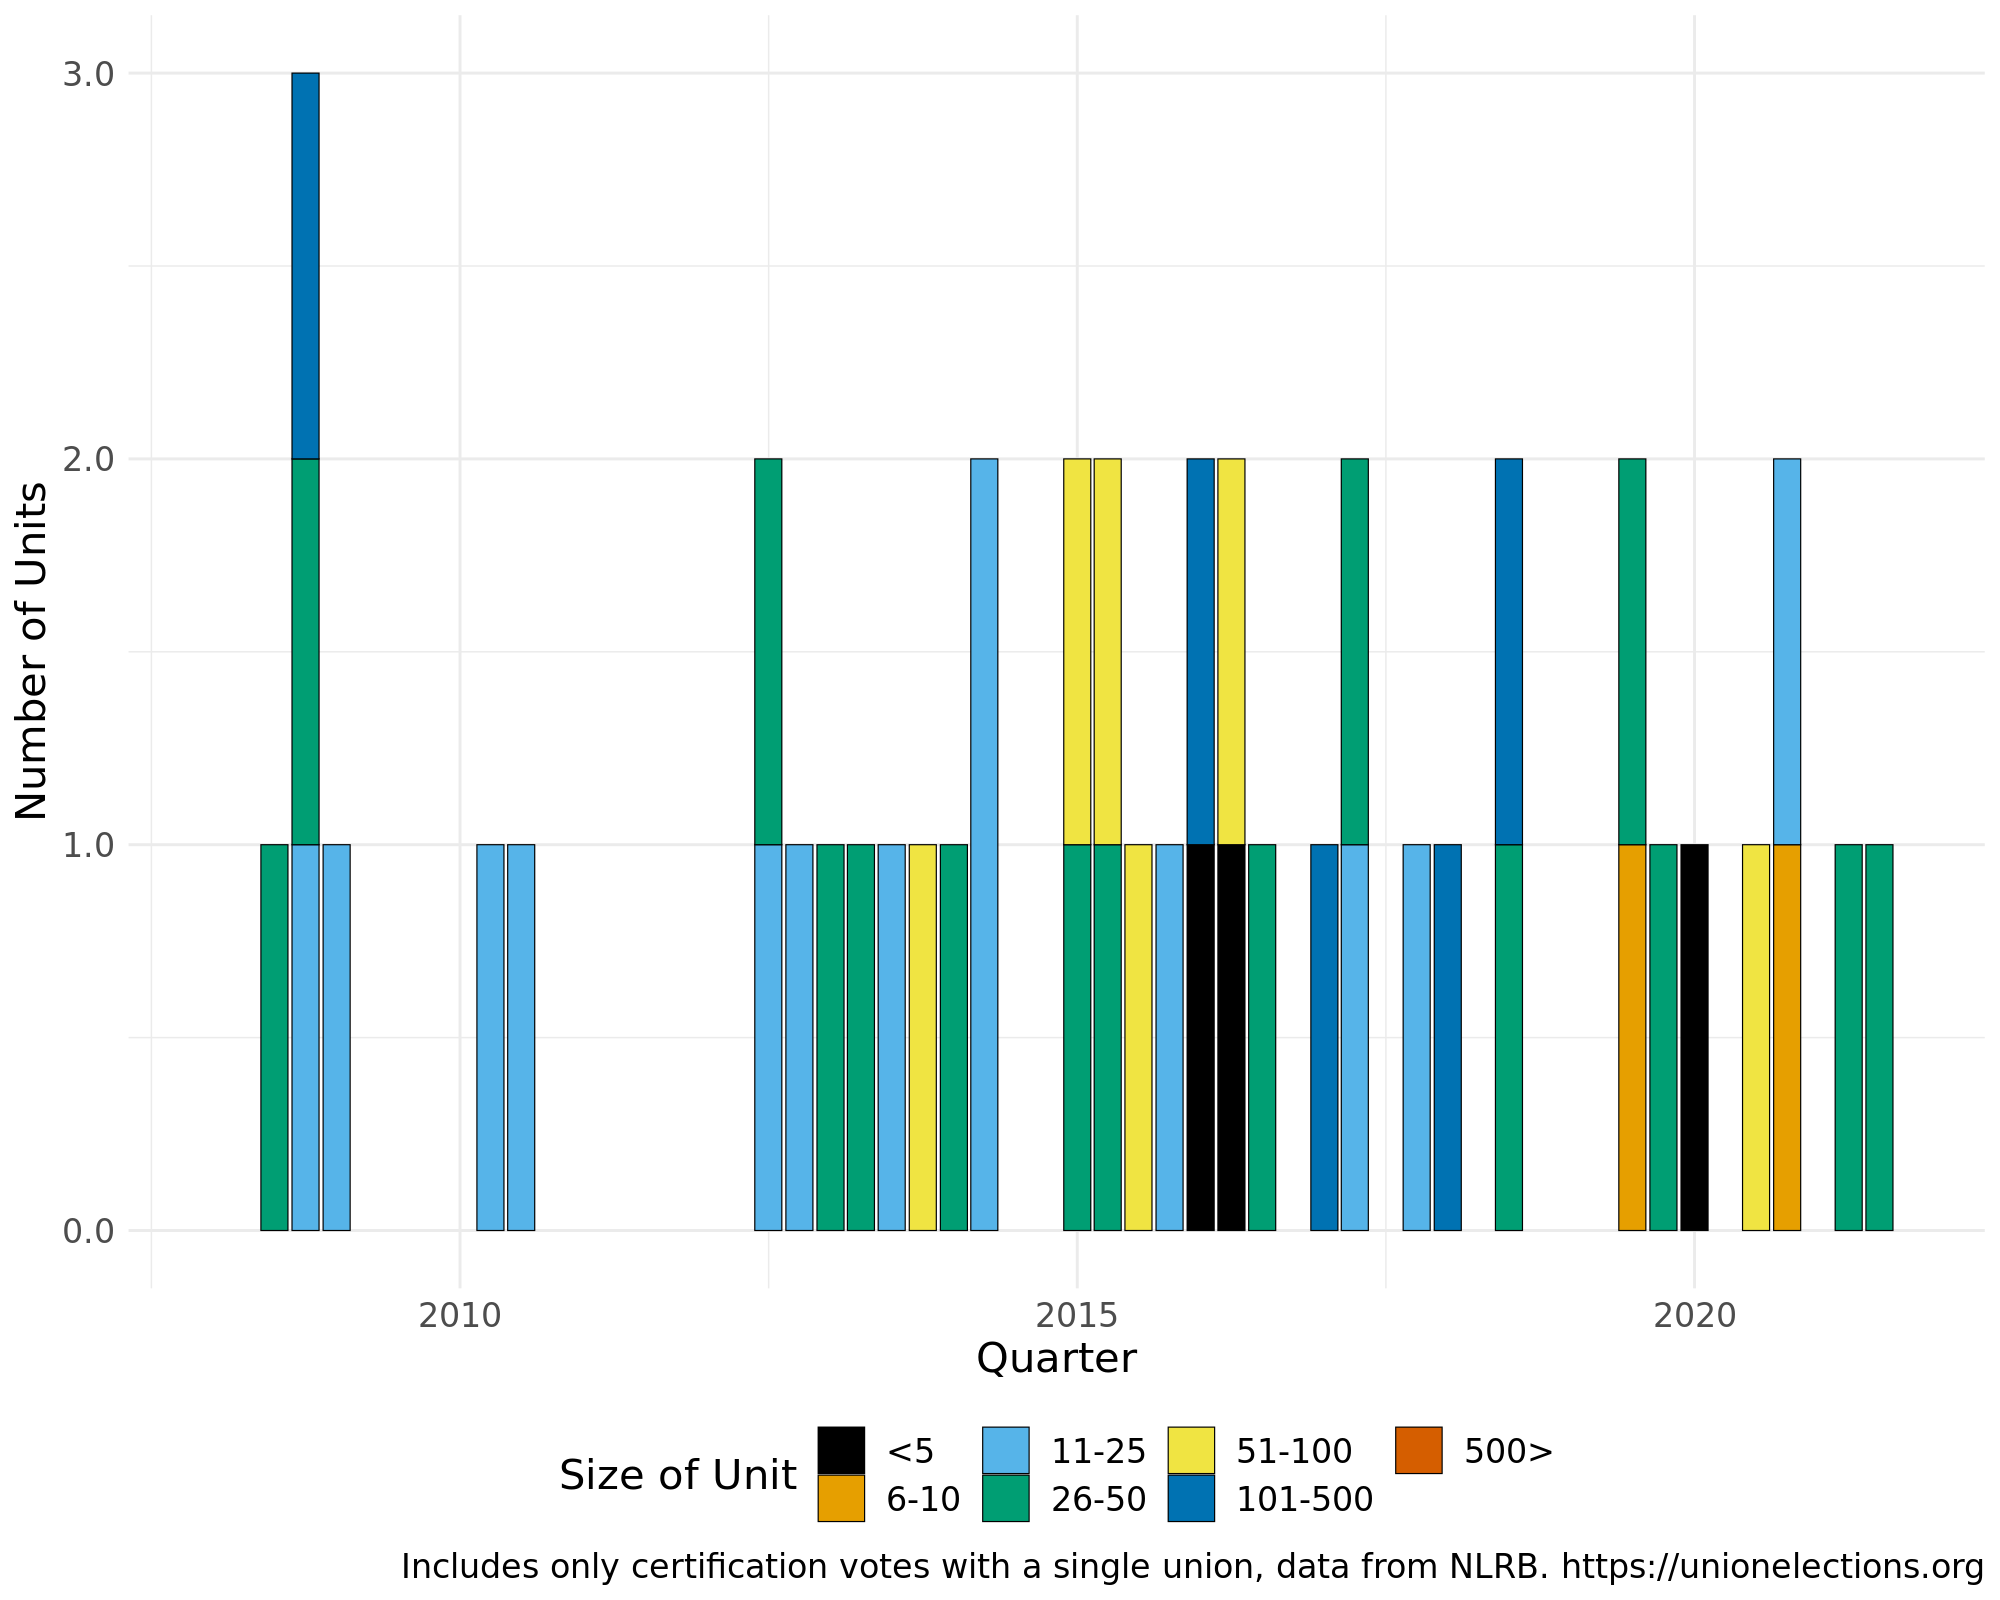 3.0
2.0
1.0
0.0
Number of Units
2010 2015 2020
Quarter
Size of Unit
<5 11-25 51-100 500>
6-10 26-50 101-500
Includes only certification votes with a single union, data from NLRB. https://unionelections.org